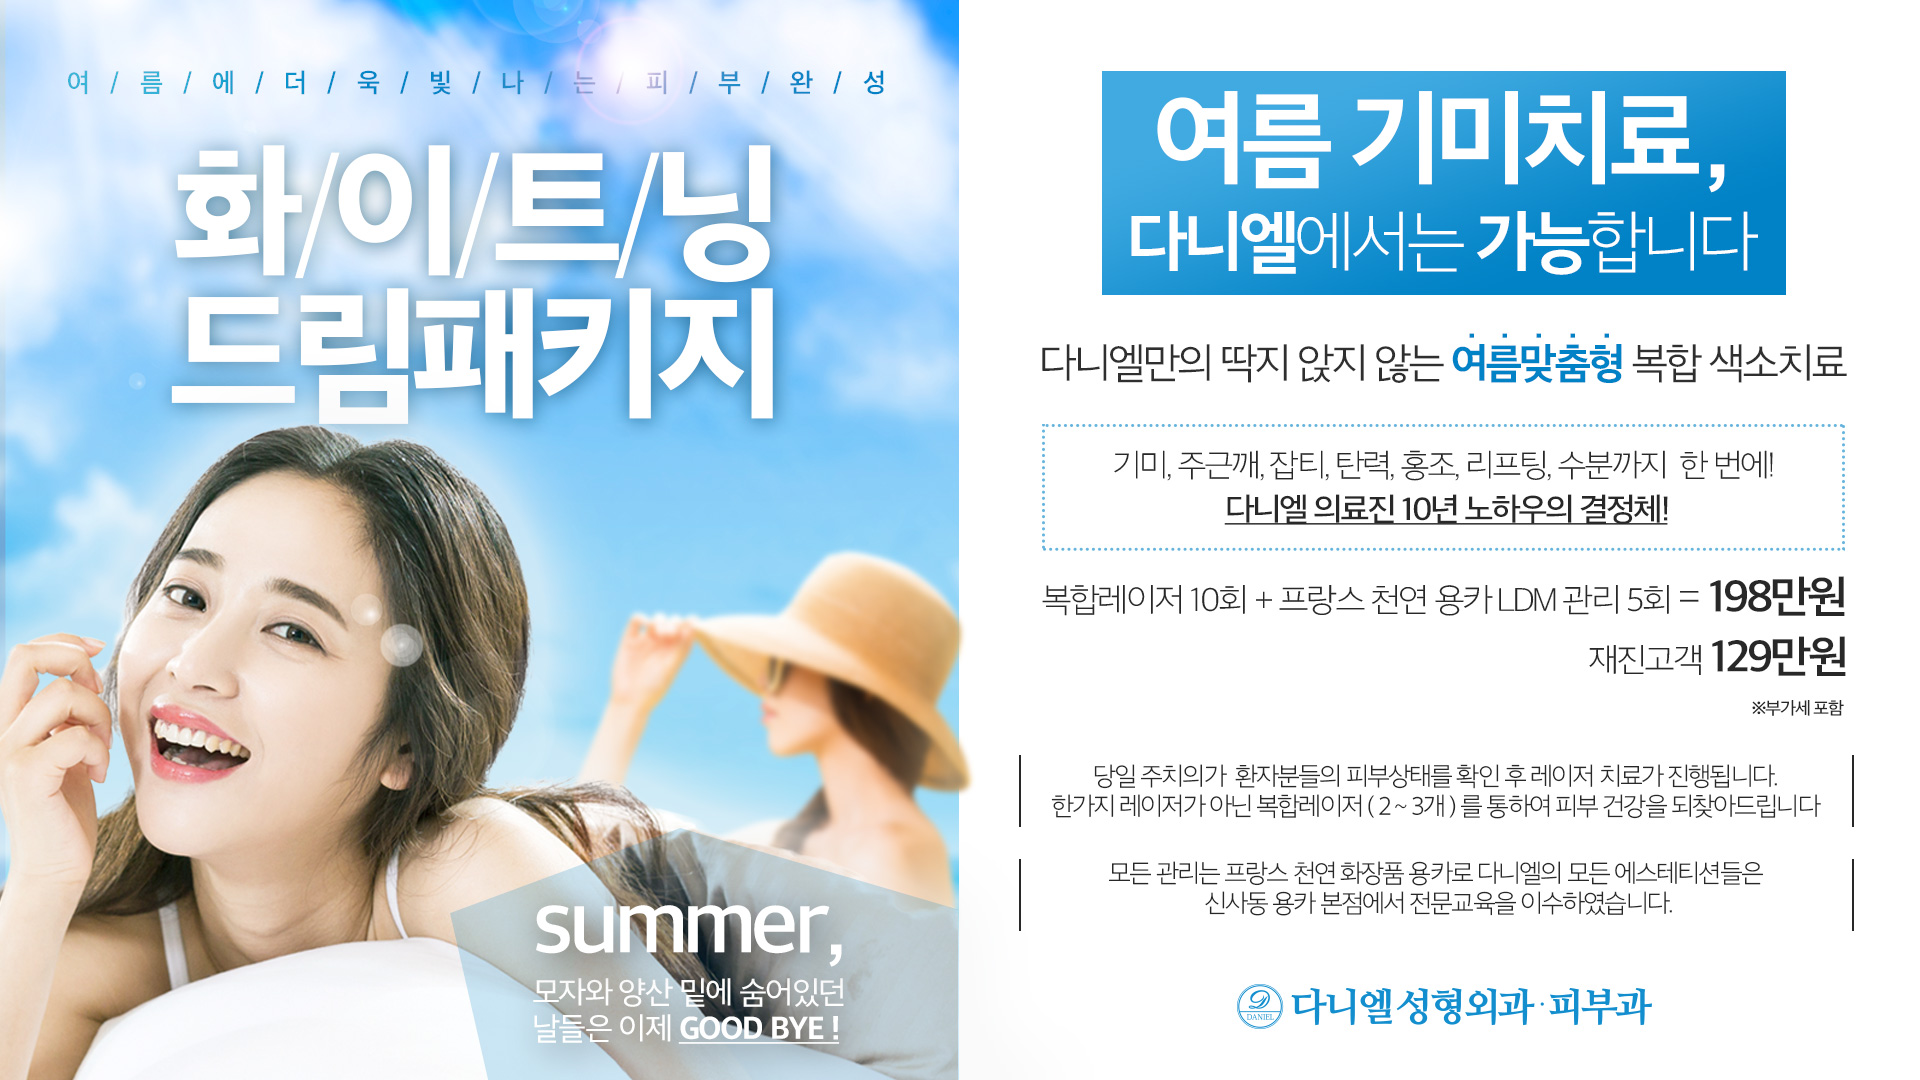 여/름/에/더/욱/빛/나/는/피/부/완/성
화/이/트/닝
드림패키지
summer,
모자와 양산 밑에 숨어있던
날들은 이제 GOOD BYE !
여름 기미치료,
다니엘에서는 가능합니다
다니엘만의 딱지 앉지 않는 여름맞춤형 복합 색소치료
기미, 주근깨, 잡티, 탄력, 홍조, 리프팅, 수분까지 한 번에!
다니엘 의료진 10년 노하우의 결정체!
복합레이저 10회 + 프랑스 천연 용카 LDM 관리 5회 = 198만원
재진고객 129만원
※부가세 포함
당일 주치의가 환자분들의 피부상태를 확인 후 레이저 치료가 진행됩니다.
한가지 레이저가 아닌 복합레이저 ( 2 ~ 3개 ) 를 통하여 피부 건강을 되찾아드립니다
모든 관리는 프랑스 천연 화장품 용카로 다니엘의 모든 에스테티션들은
신사동 용카 본점에서 전문교육을 이수하였습니다.
D DANIEL 다니엘성형외과·피부과